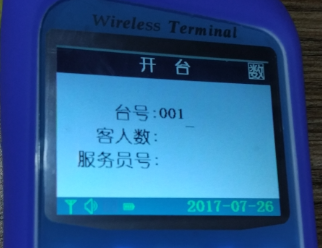 Wireless Terminal
开台 数
台号:001
客人数:
服务员号:
2017-07-26